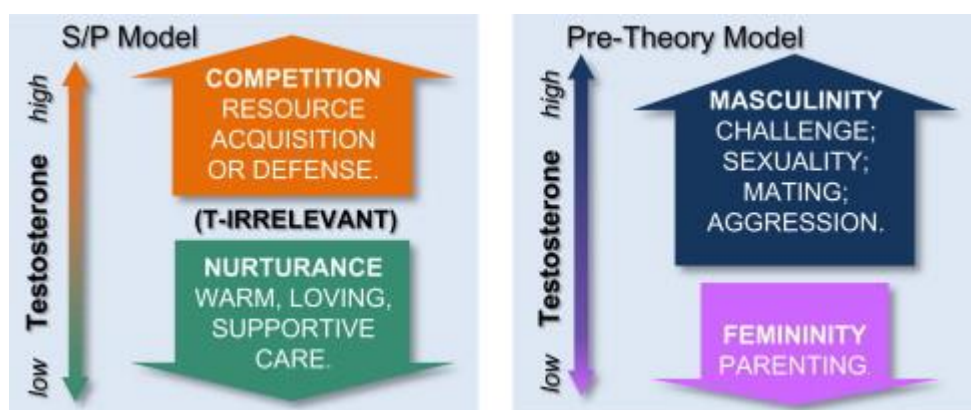 S/P Model
high
Testosterone
low
COMPETITION
RESOURCE
ACQUISITION
OR DEFENSE.
(T-IRRELEVANT)
NURTURANCE
WARM, LOVING,
SUPPORTIVE
CARE.
Pre-Theory Model
high
Testosterone
low
MASCULINITY
CHALLENGE;
SEXUALITY;
MATING;
AGGRESSION.
FEMININITY
PARENTING.